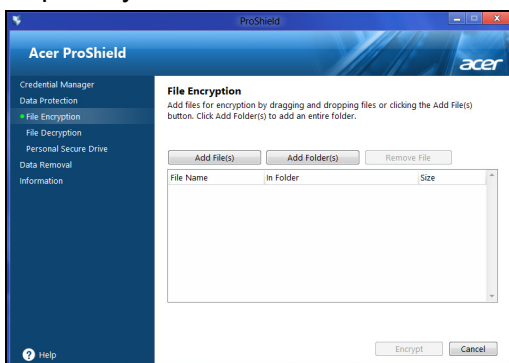 ProShield
Acer ProShield
acer
Credential Manager
Data Protection
File Encryption
File Decryption
Personal Secure Drive
Data Removal
Information
Help
File Encryption
Add files for encryption by dragging and dropping files or clicking the Add File(s)
button. Click Add Folder(s) to add an entire folder.
Add File(s)
Add Folder(s)
Remove File
File Name
In Folder
Size
Encrypt
Cancel